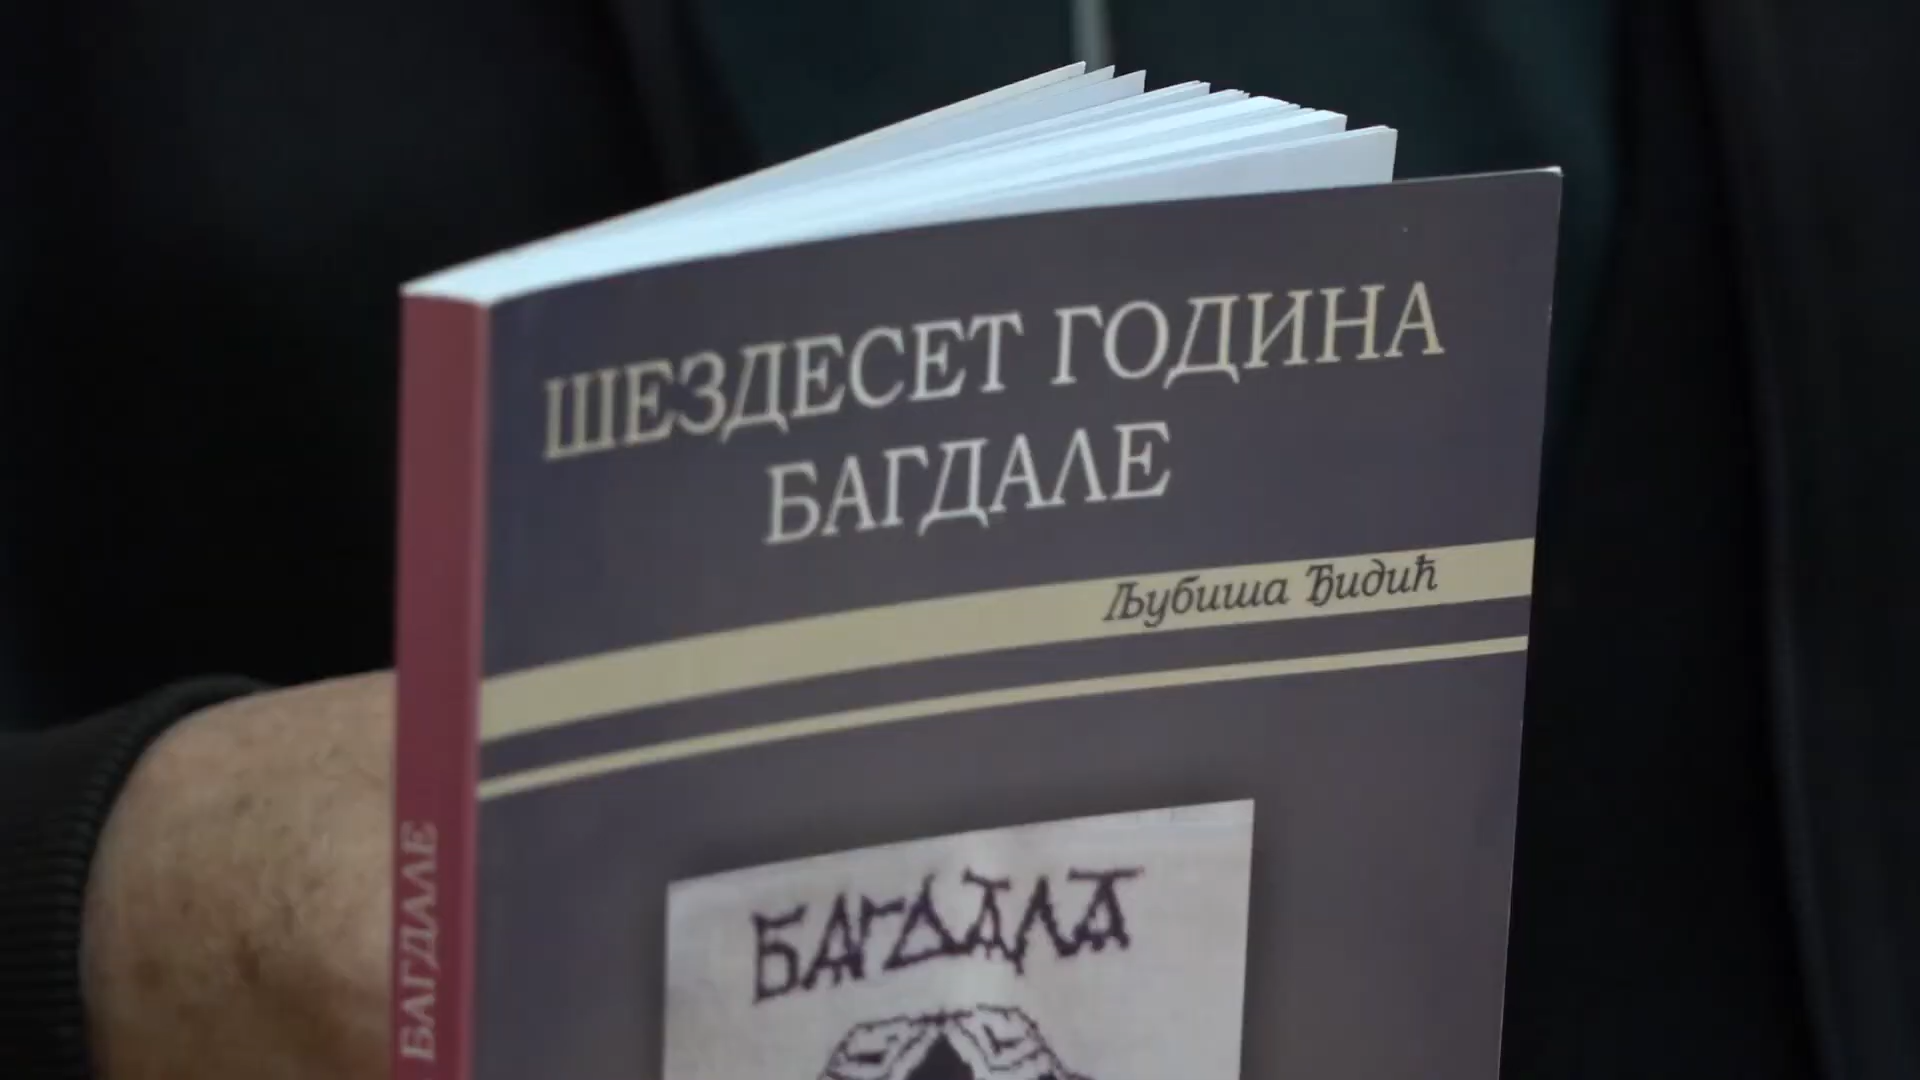 ШЕЗДЕСЕТ ГОДИНА
БАГДАЛЕ
Љубиша Ђидић
БАГДАЛА
БАГДАЛЕ